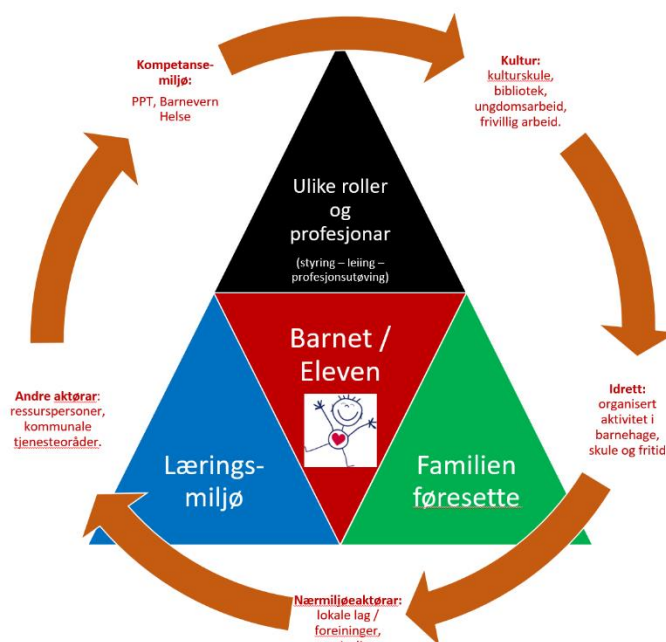 Kompetanse-
miljø:
PPT, Barnevern
Helse
Kultur:
kulturskule,
bibliotek,
ungdomsarbeid,
frivillig arbeid.
Ulike roller
og
profesjonar
(styring – leiing –
profesjonsutøving)
Barnet /
Eleven
Andre aktørar:
ressurspersoner,
kommunale
tjenesteoråder.
Idrett:
organisert
aktivitet i
barnehage,
skule og fritid
Lærings-
miljø
Familien
føresette
Nærmiljøeaktørar:
lokale lag /
foreininger,